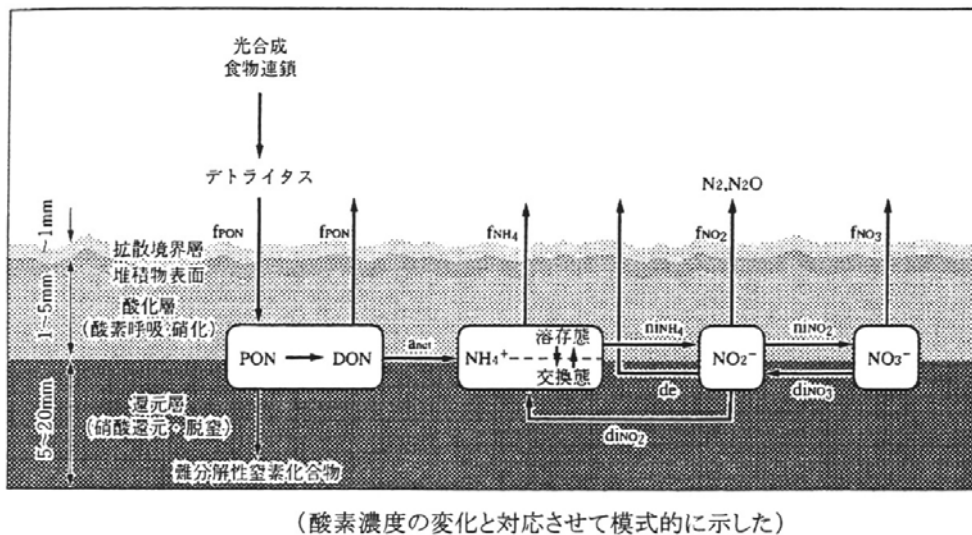 光合成
食物連鎖
デトライタス
N2,N2O
fPON
fPON
fNH4
fNO2
fNO3
~1mm
拡散境界層
堆積物表面
1~5mm
酸化層
(酸素呼吸・硝化)
PON
DON
anet
NH4+
溶存態
交換態
niNH4
NO2−
niNO2
NO3−
de
diNO3
diNO2
5~20mm
還元層
(硝酸還元・脱窒)
難分解性窒素化合物
(酸素濃度の変化と対応させて模式的に示した)